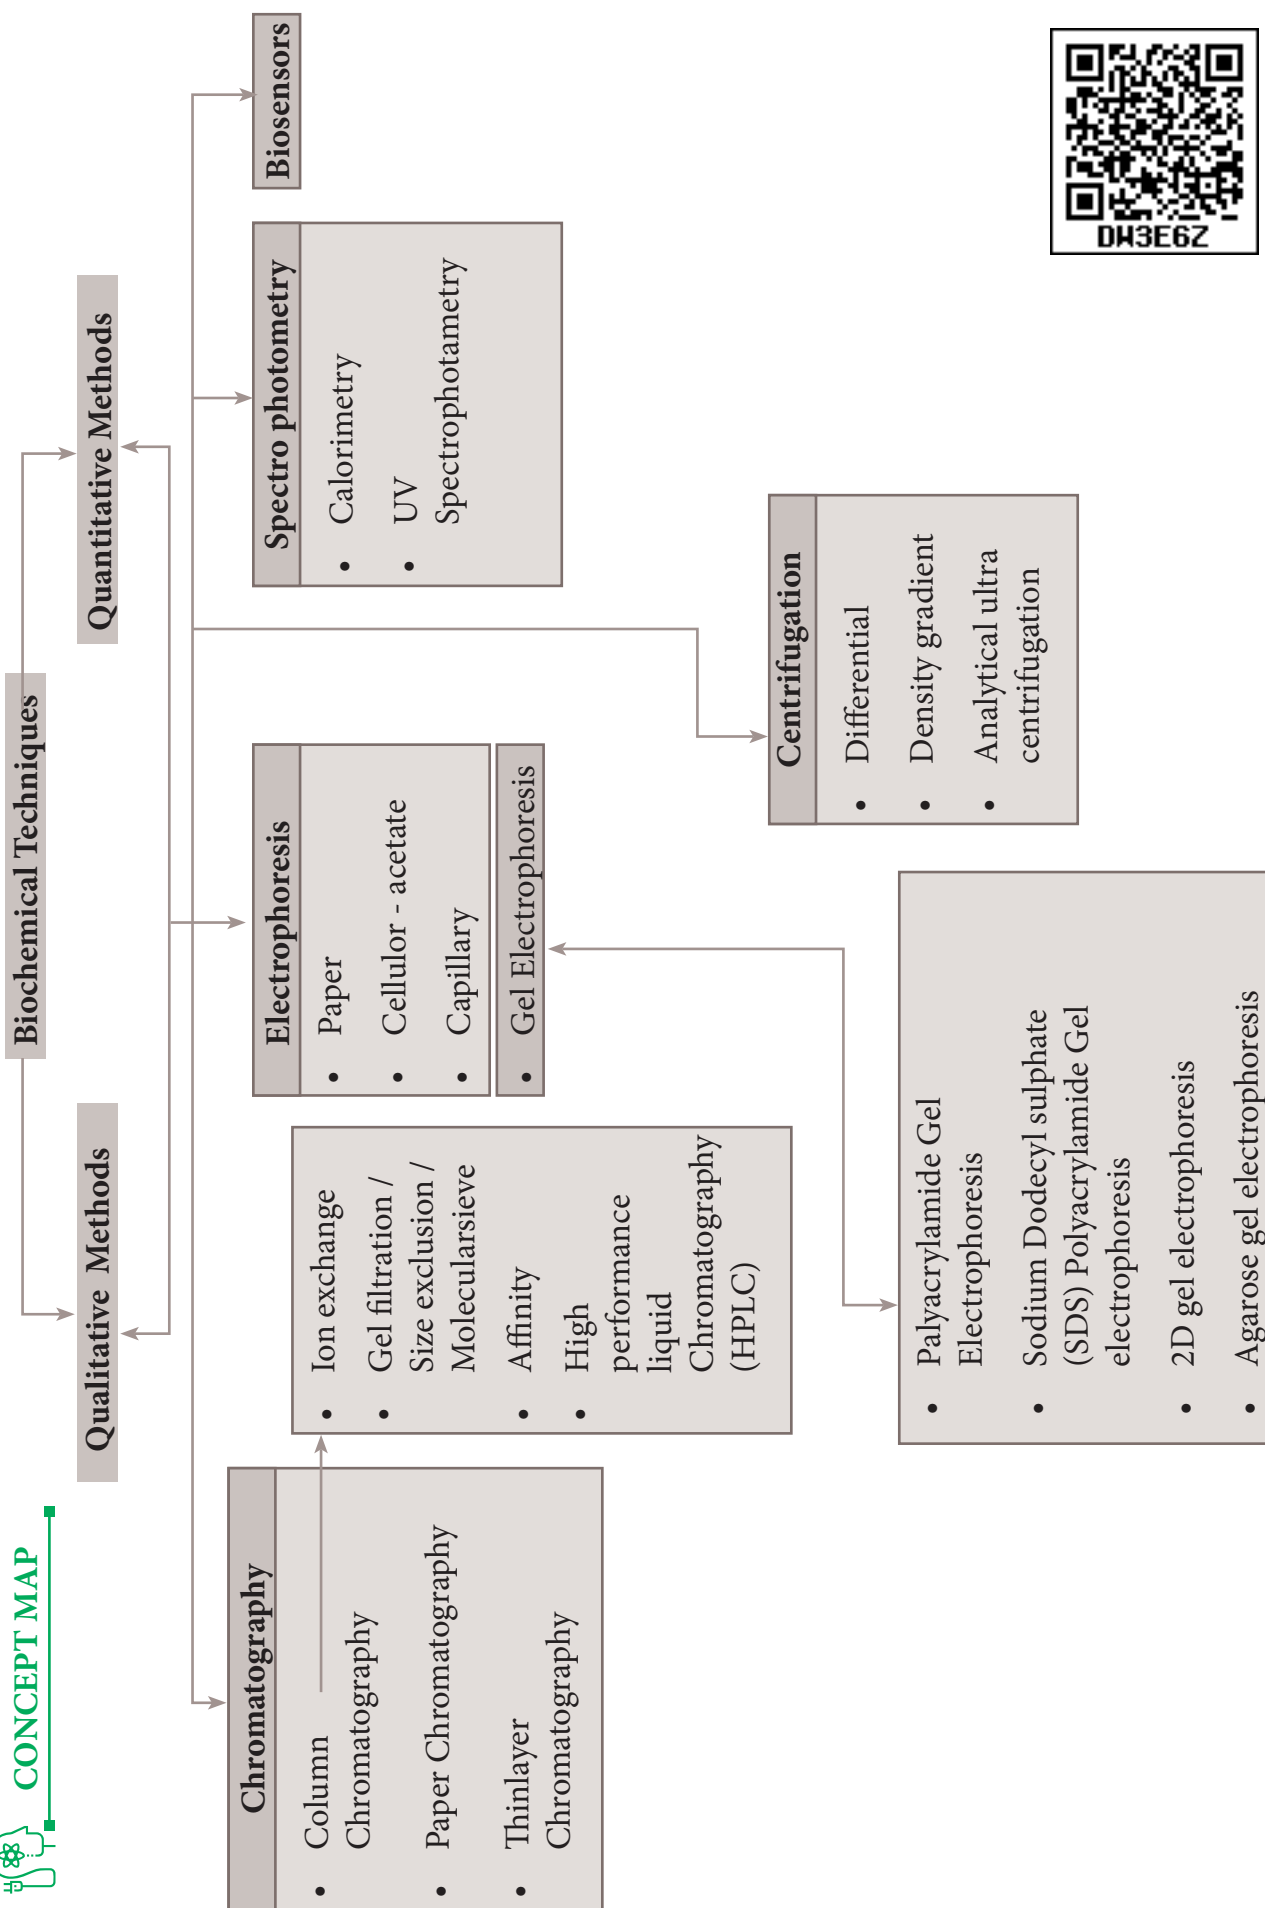 CONCEPT MAP
Biochemical Techniques
Qualitative Methods
Quantitative Methods
Chromatography
• Column
Chromatography
• Paper Chromatography
• Thinlayer
Chromatography
• Ion exchange
• Gel filtration /
Size exclusion /
Molecularsieve
• Affinity
• High
performance
liquid
Chromatography
(HPLC)
Electrophoresis
• Paper
• Cellulor - acetate
• Capillary
• Gel Electrophoresis
• Palyacrylamide Gel
Electrophoresis
• Sodium Dodecyl sulphate
(SDS) Polyacrylamide Gel
electrophoresis
• 2D gel electrophoresis
• Agarose gel electrophoresis
Centrifugation
• Differential
• Density gradient
• Analytical ultra
centrifugation
Spectro photometry
• Calorimetry
• UV
Spectrophotametry
Biosensors
DW3E6Z